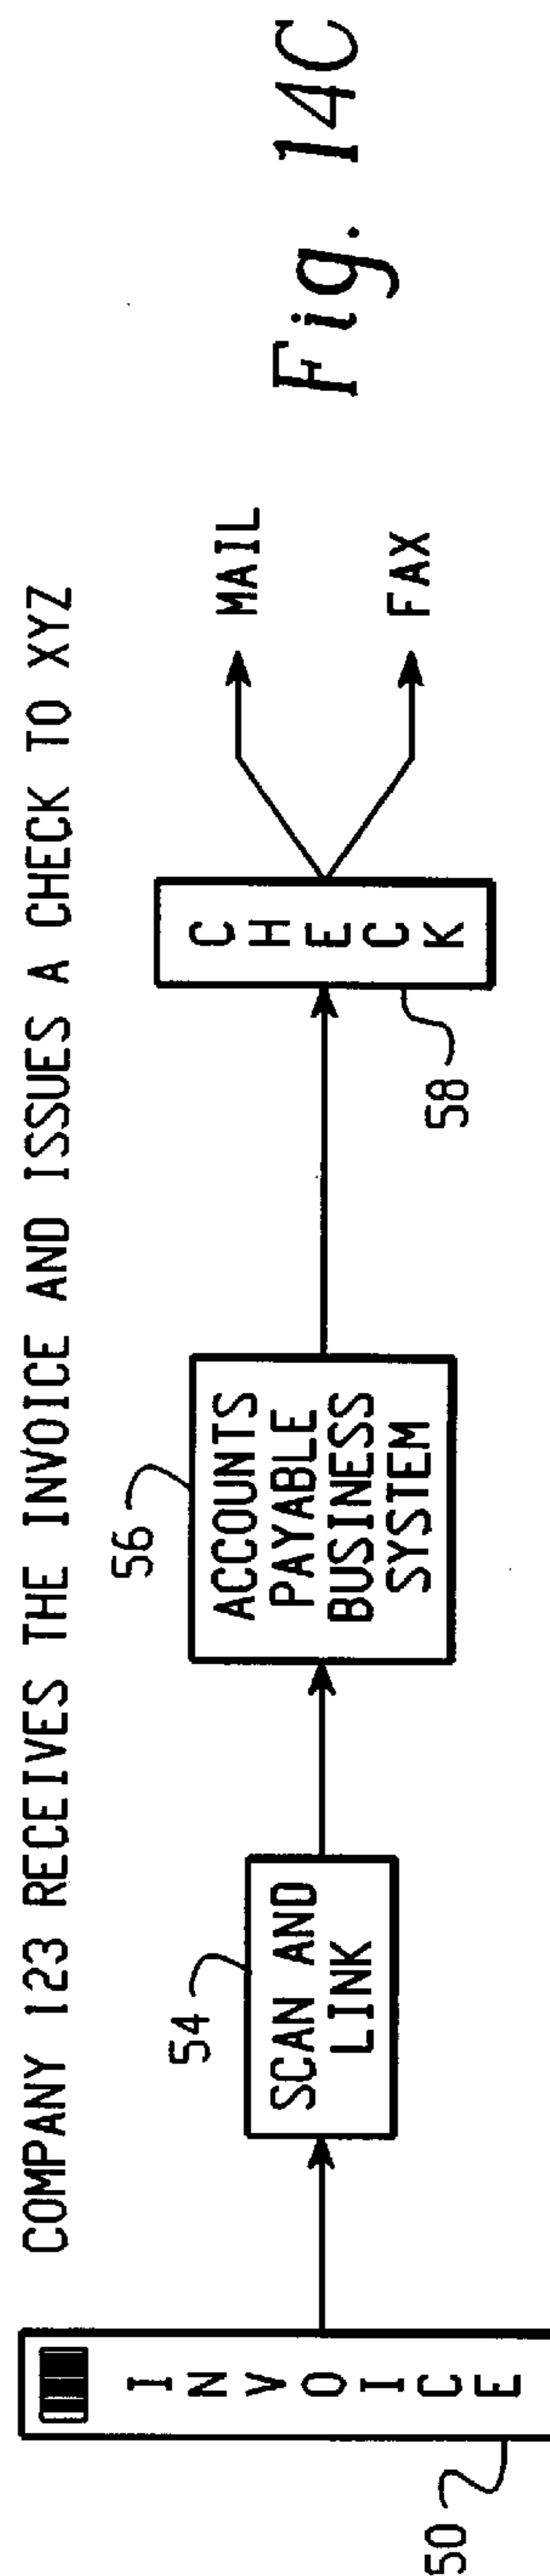 COMPANY 123 RECEIVES THE INVOICE AND ISSUES A CHECK TO XYZ
INVOICE
50
54
SCAN AND
LINK
56
ACCOUNTS
PAYABLE
BUSINESS
SYSTEM
CHECK
58
MAIL
FAX
Fig. 14C